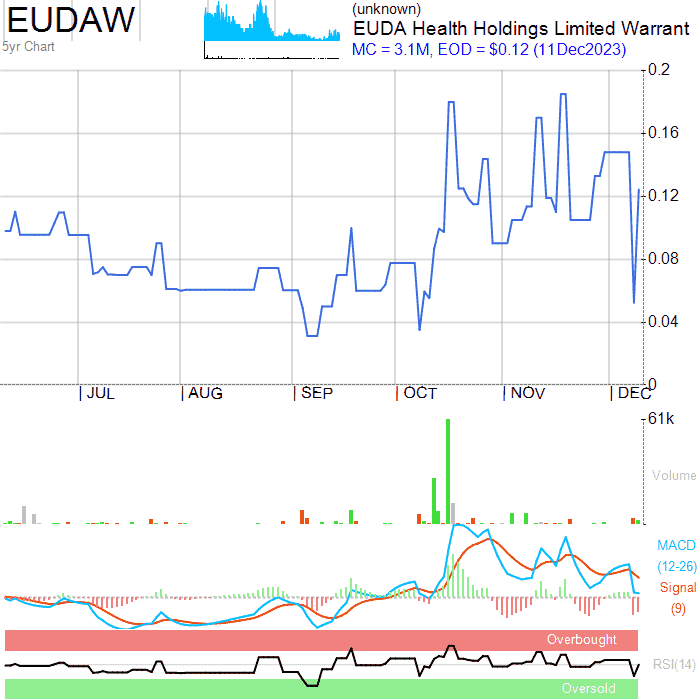 EUDAW
5yr Chart
(unknown)
EUDA Health Holdings Limited Warrant
MC = 3.1M, EOD = $0.12 (11Dec2023)
0.2
0.16
0.12
0.08
0.04
0
JUL
AUG
SEP
OCT
NOV
DEC
61k
Volume
MACD
(12-26)
Signal
(9)
Overbought
RSI(14)
Oversold